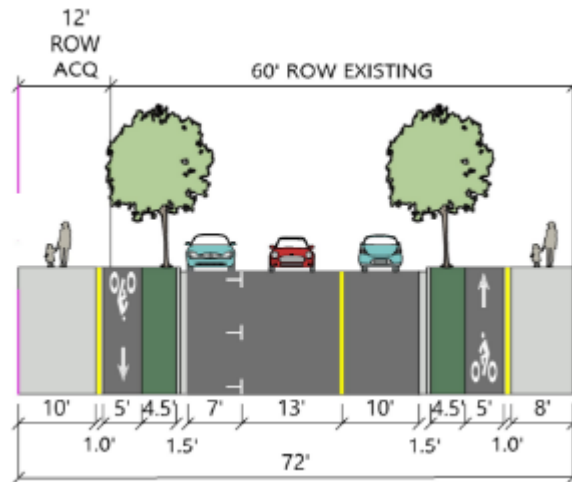 12'
ROW
ACQ
60' ROW EXISTING
10' 5' 4.5' 7' 13' 10' 4.5' 5' 8'
1.0' 1.5' 1.5' 1.0'
72'